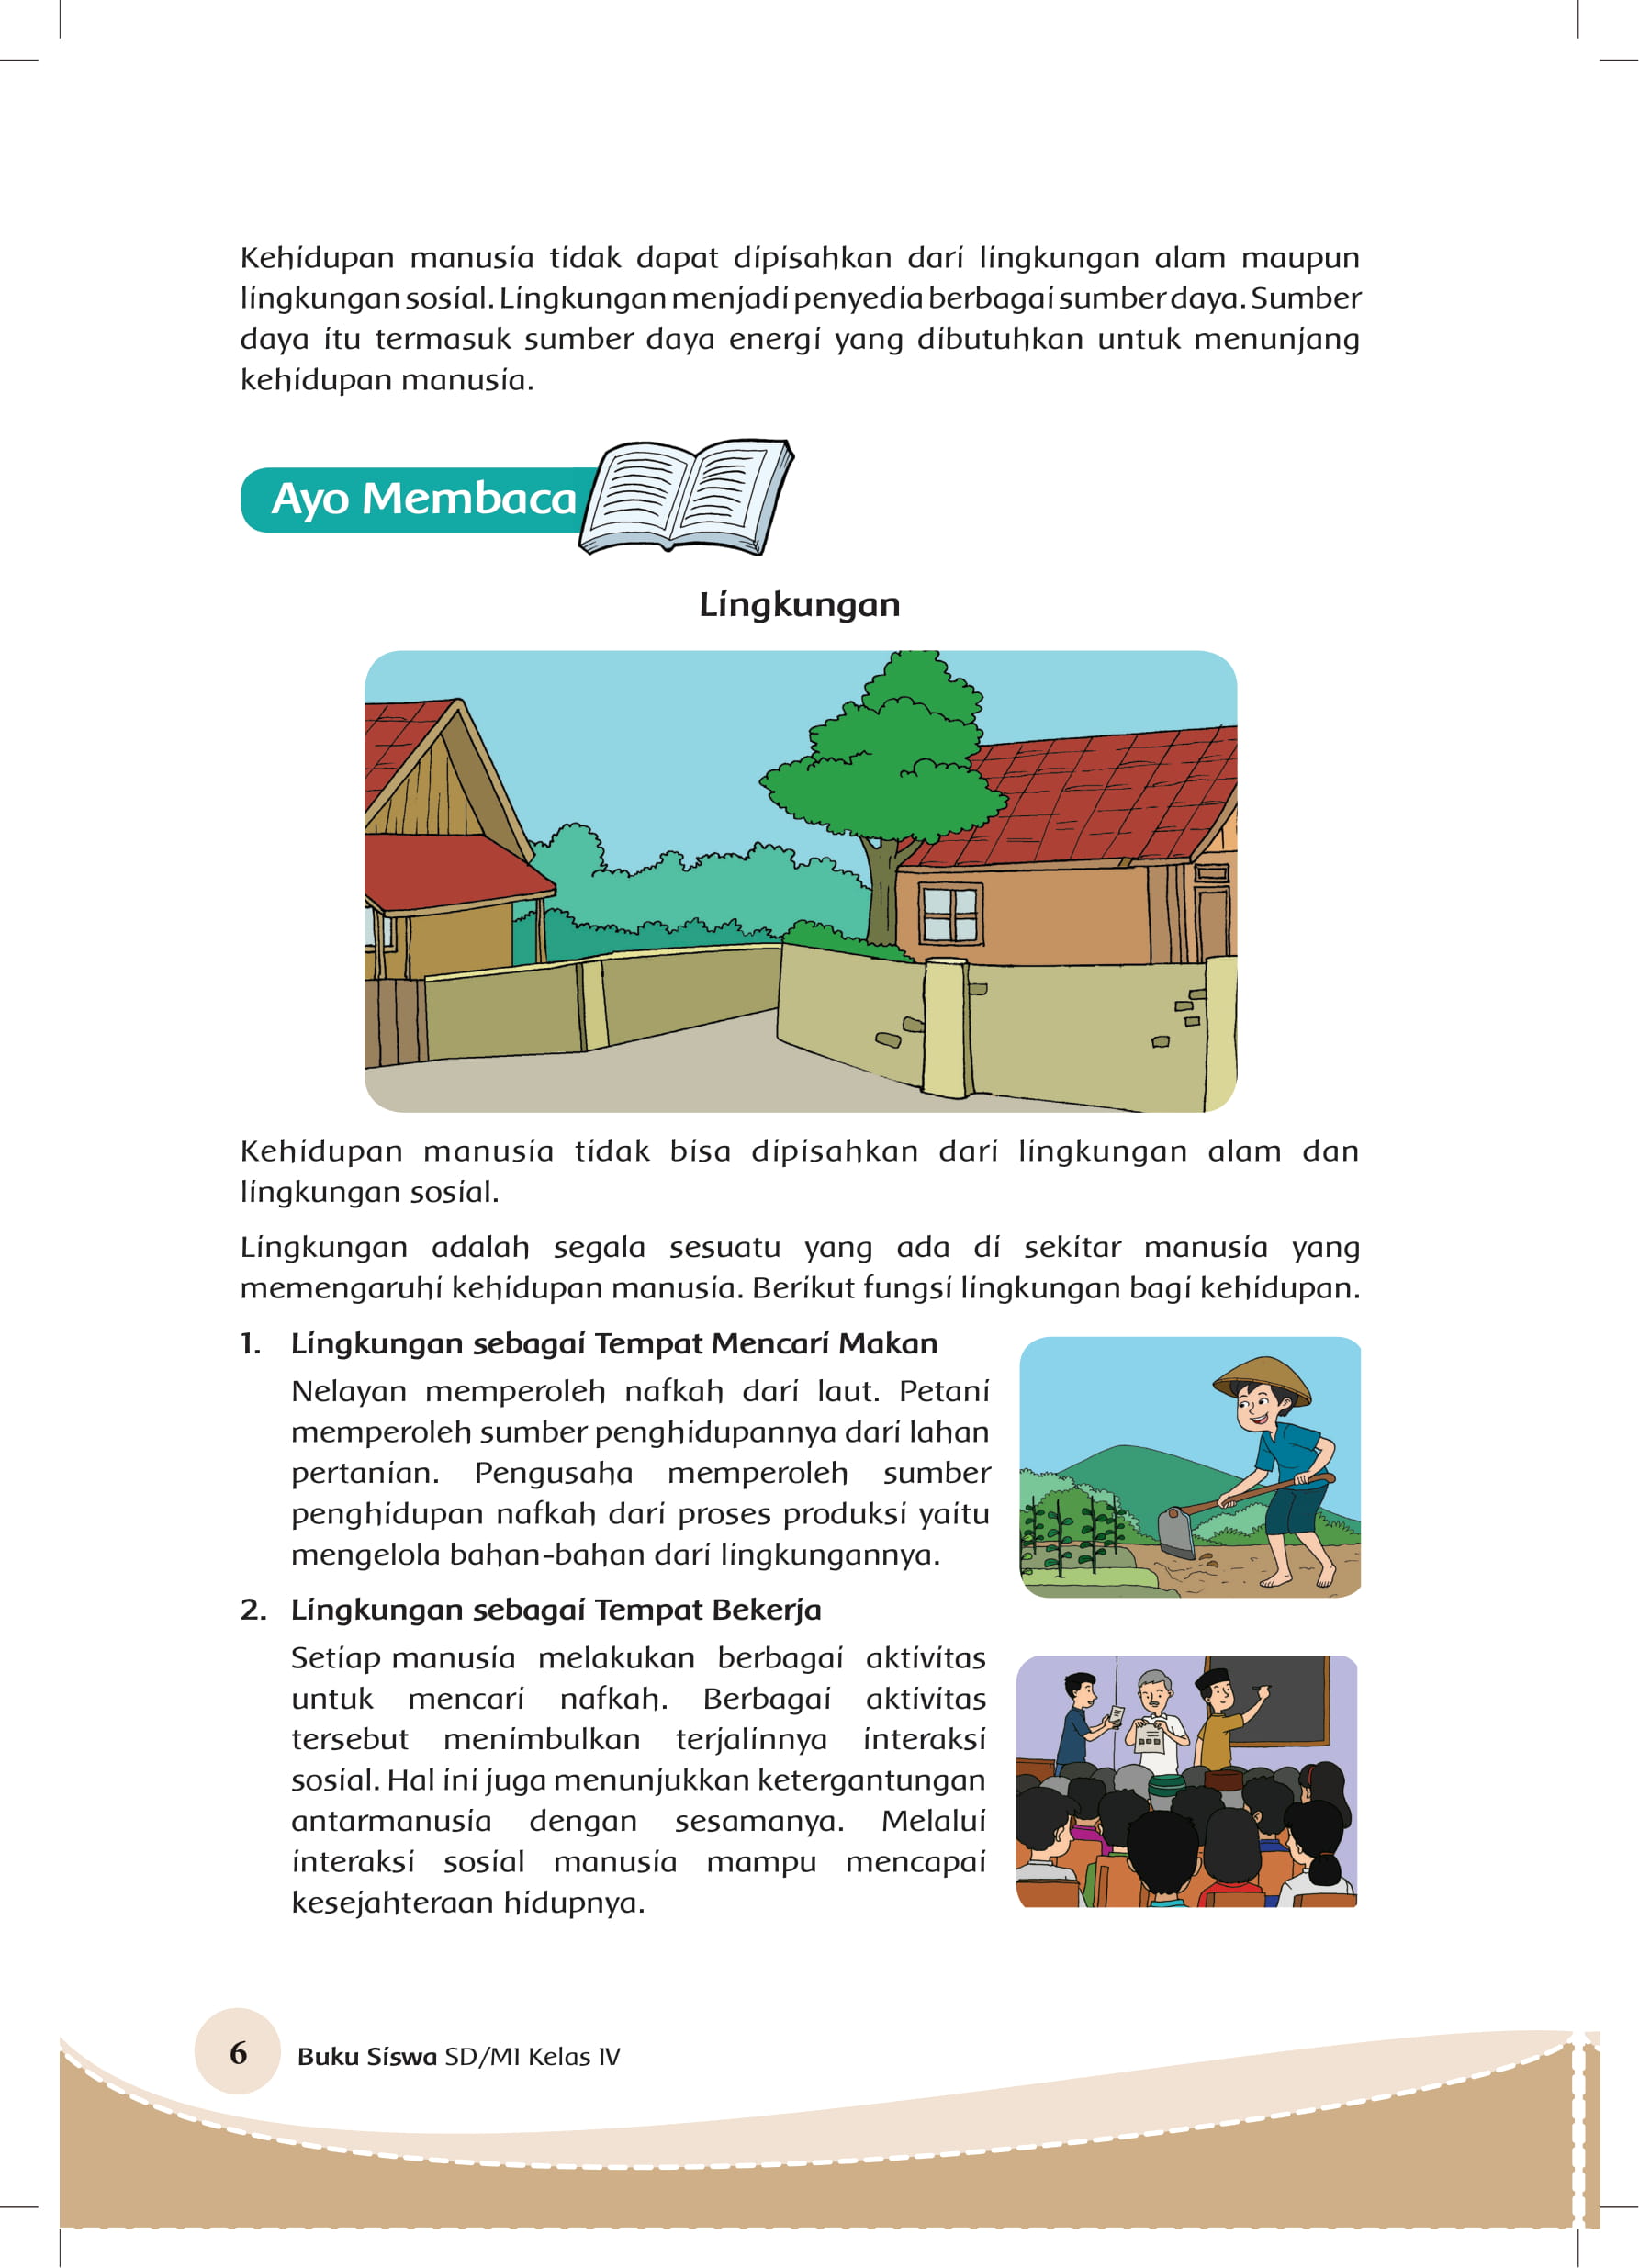 Kehidupan manusia tidak dapat dipisahkan dari lingkungan alam maupun
lingkungan sosial. Lingkungan menjadi penyedia berbagai sumber daya. Sumber
daya itu termasuk sumber daya energi yang dibutuhkan untuk menunjang
kehidupan manusia.
Ayo Membaca
Lingkungan
Kehidupan manusia tidak bisa dipisahkan dari lingkungan alam dan
lingkungan sosial.
Lingkungan adalah segala sesuatu yang ada di sekitar manusia yang
memengaruhi kehidupan manusia. Berikut fungsi lingkungan bagi kehidupan.
1. Lingkungan sebagai Tempat Mencari Makan
Nelayan memperoleh nafkah dari laut. Petani
memperoleh sumber penghidupannya dari lahan
pertanian. Pengusaha memperoleh sumber
penghidupan nafkah dari proses produksi yaitu
mengelola bahan-bahan dari lingkungannya.
2. Lingkungan sebagai Tempat Bekerja
Setiap manusia melakukan berbagai aktivitas
untuk mencari nafkah. Berbagai aktivitas
tersebut menimbulkan terjalinnya interaksi
sosial. Hal ini juga menunjukkan ketergantungan
antarmanusia dengan sesamanya. Melalui
interaksi sosial manusia mampu mencapai
kesejahteraan hidupnya.
6 Buku Siswa SD/MI Kelas IV